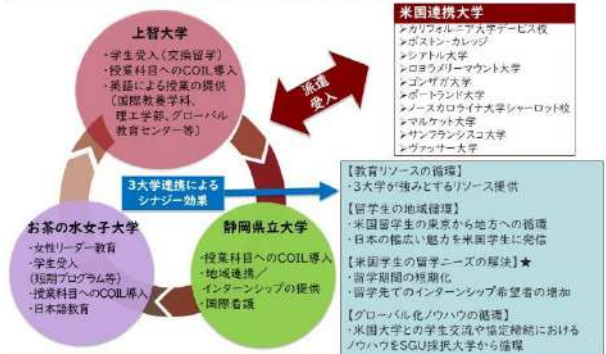 上智大学
・学生受入(交換留学)
・授業科目へのCOIL導入
・英語による授業の提供
(国際教養学科、
理工学部、グローバル
教育センター等)
派遣
受入
米国連携大学
➢カリフォルニア大学デービス校
➢ボストン・カレッジ
➢シアトル大学
➢ロヨラメリーマウント大学
➢ゴンザガ大学
➢ポートランド大学
➢ノースカロライナ大学シャーロット校
➢マルケット大学
➢サンフランシスコ大学
➢ヴァッサー大学
3大学連携による
シナジー効果
お茶の水女子大学
・女性リーダー教育
・学生受入
(短期プログラム等)
・授業科目へのCOIL導入
・日本語教育
静岡県立大学
・授業科目へのCOIL導入
・地域連携/
インターンシップの提供
・国際看護
【教育リソースの循環】
・3大学が強みとするリソース提供
【留学生の地域循環】
・米国留学生の東京から地方への循環
・日本の幅広い魅力を米国学生に発信
【米国学生の留学ニーズの解決】★
・留学期間の短期化
・留学先でのインターンシップ希望者の増加
【グローバル化ノウハウの循環】
・米国大学との学生交流や協定締結における
ノウハウをSGU採択大学から循環